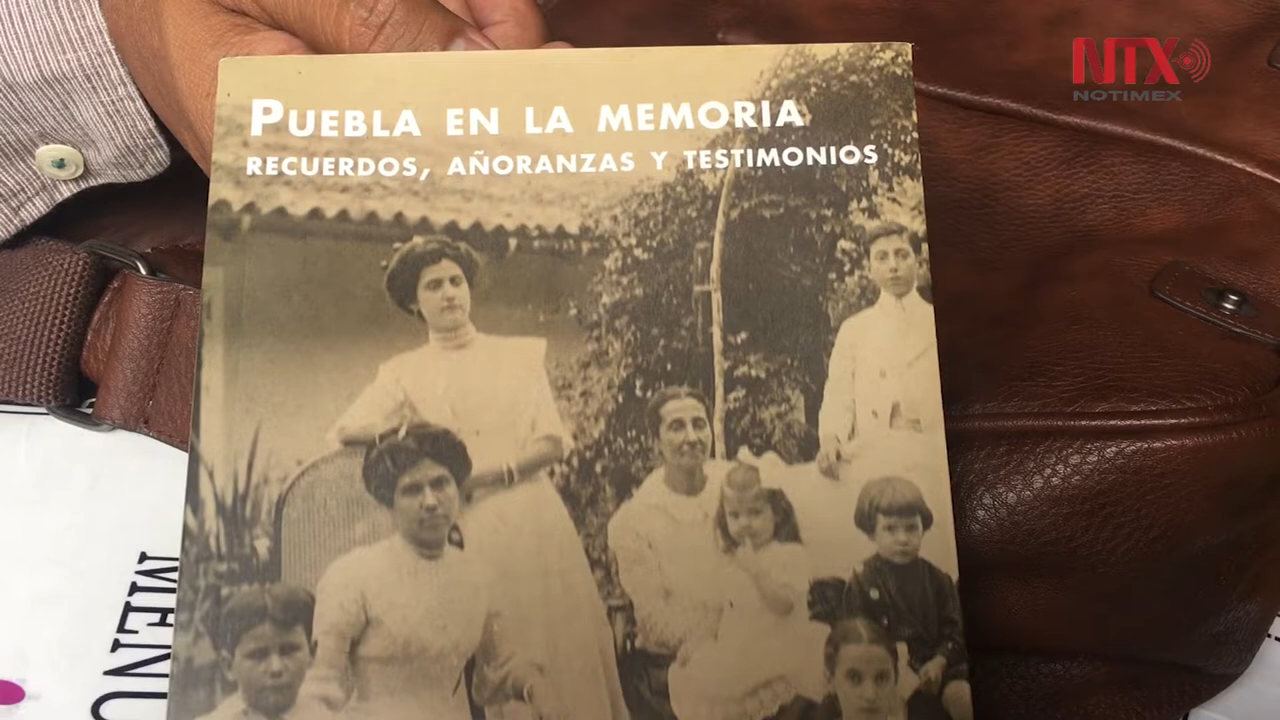 NTX
NOTIMEX
PUEBLA EN LA MEMORIA
RECUERDOS, AÑORANZAS Y TESTIMONIOS
MENU